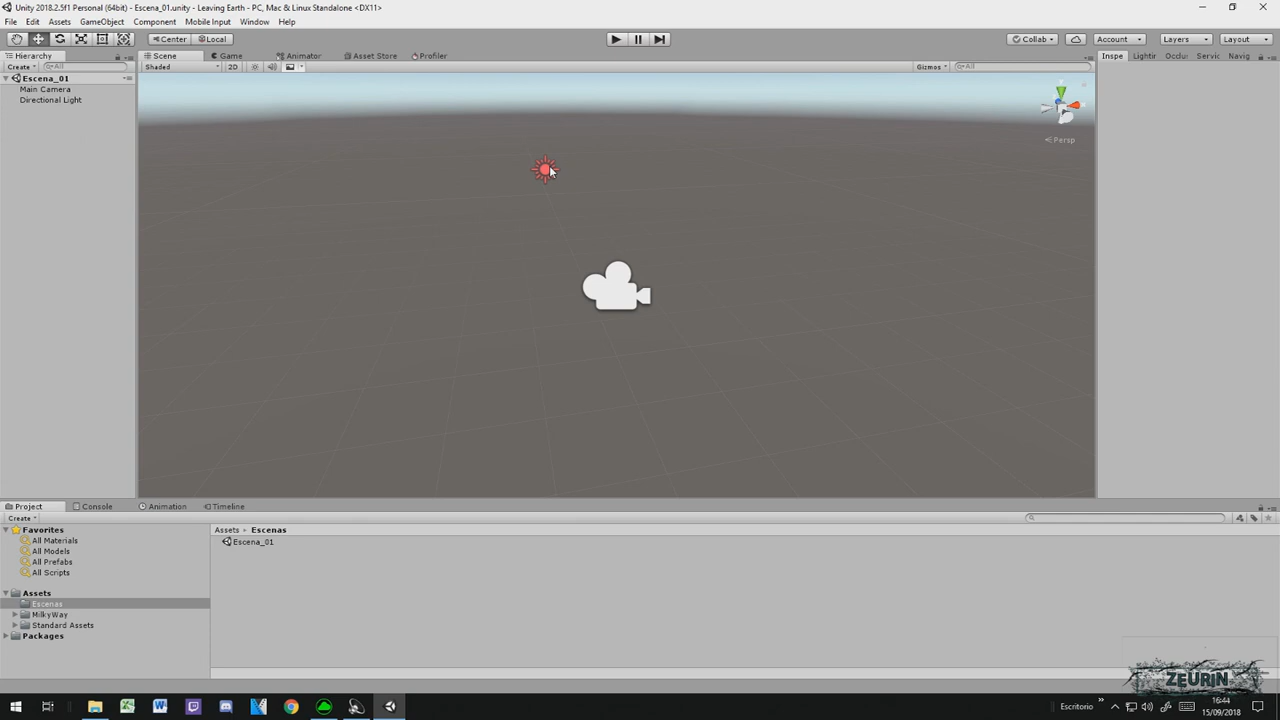 Unity 2018.2.5f1 Personal (64bit) - Escena_01.unity - Leaving Earth - PC, Mac & Linux Standalone <DX11>
File Edit Assets GameObject Component Mobile Input Window Help
Center Local Collab Account Layers Layout
Hierarchy Scene Game Animator Asset Store Profiler Inspe Lightir Occlu Servic Navig
Create All Shaded 2D Gizmos All
Escena_01
Main Camera
Directional Light
Persp
Project Console Animation Timeline
Create
Favorites Assets Escenas
All Materials Escena_01
All Models
All Prefabs
All Scripts
Assets
Escenas
MilkyWay
Standard Assets
Packages
ZEURIN
Escritorio 16:44
15/09/2018